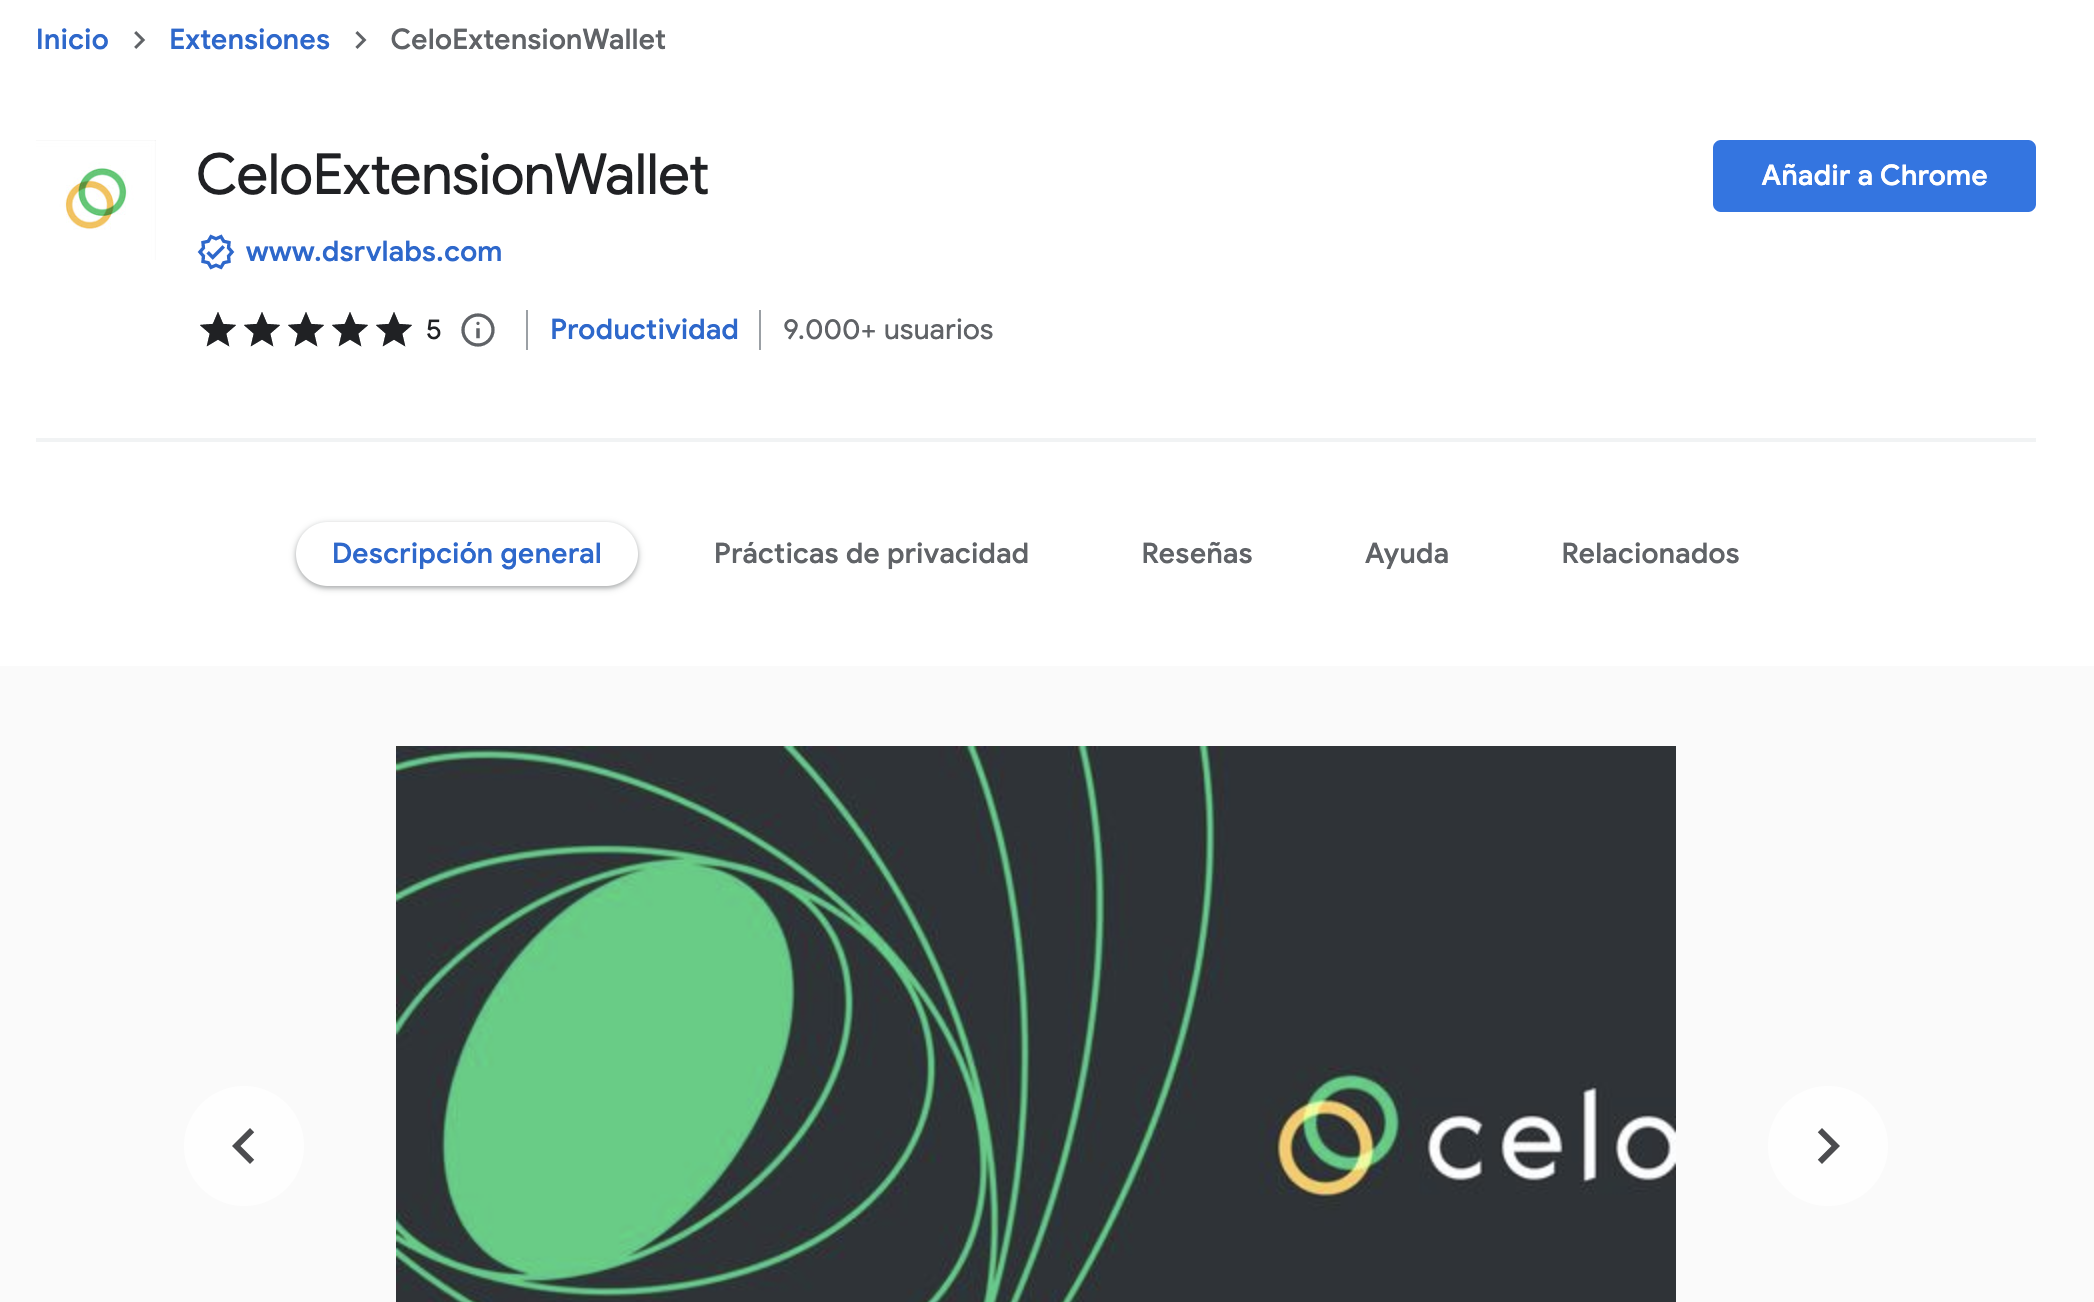 Inicio > Extensiones > CeloExtensionWallet
CeloExtensionWallet
Añadir a Chrome
www.dsrvlabs.com
5 Productividad 9.000+ usuarios
Descripción general Prácticas de privacidad Reseñas Ayuda Relacionados
celo